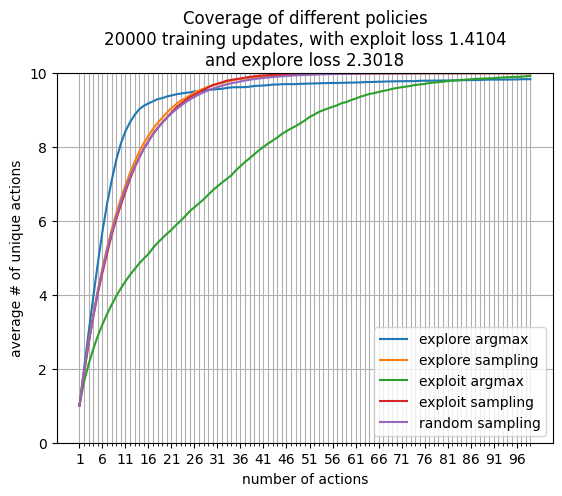 Coverage of different policies
20000 training updates, with exploit loss 1.4104
and explore loss 2.3018
average # of unique actions
10
8
6
4
2
0
explore argmax
explore sampling
exploit argmax
exploit sampling
random sampling
1 6 11 16 21 26 31 36 41 46 51 56 61 66 71 76 81 86 91 96
number of actions